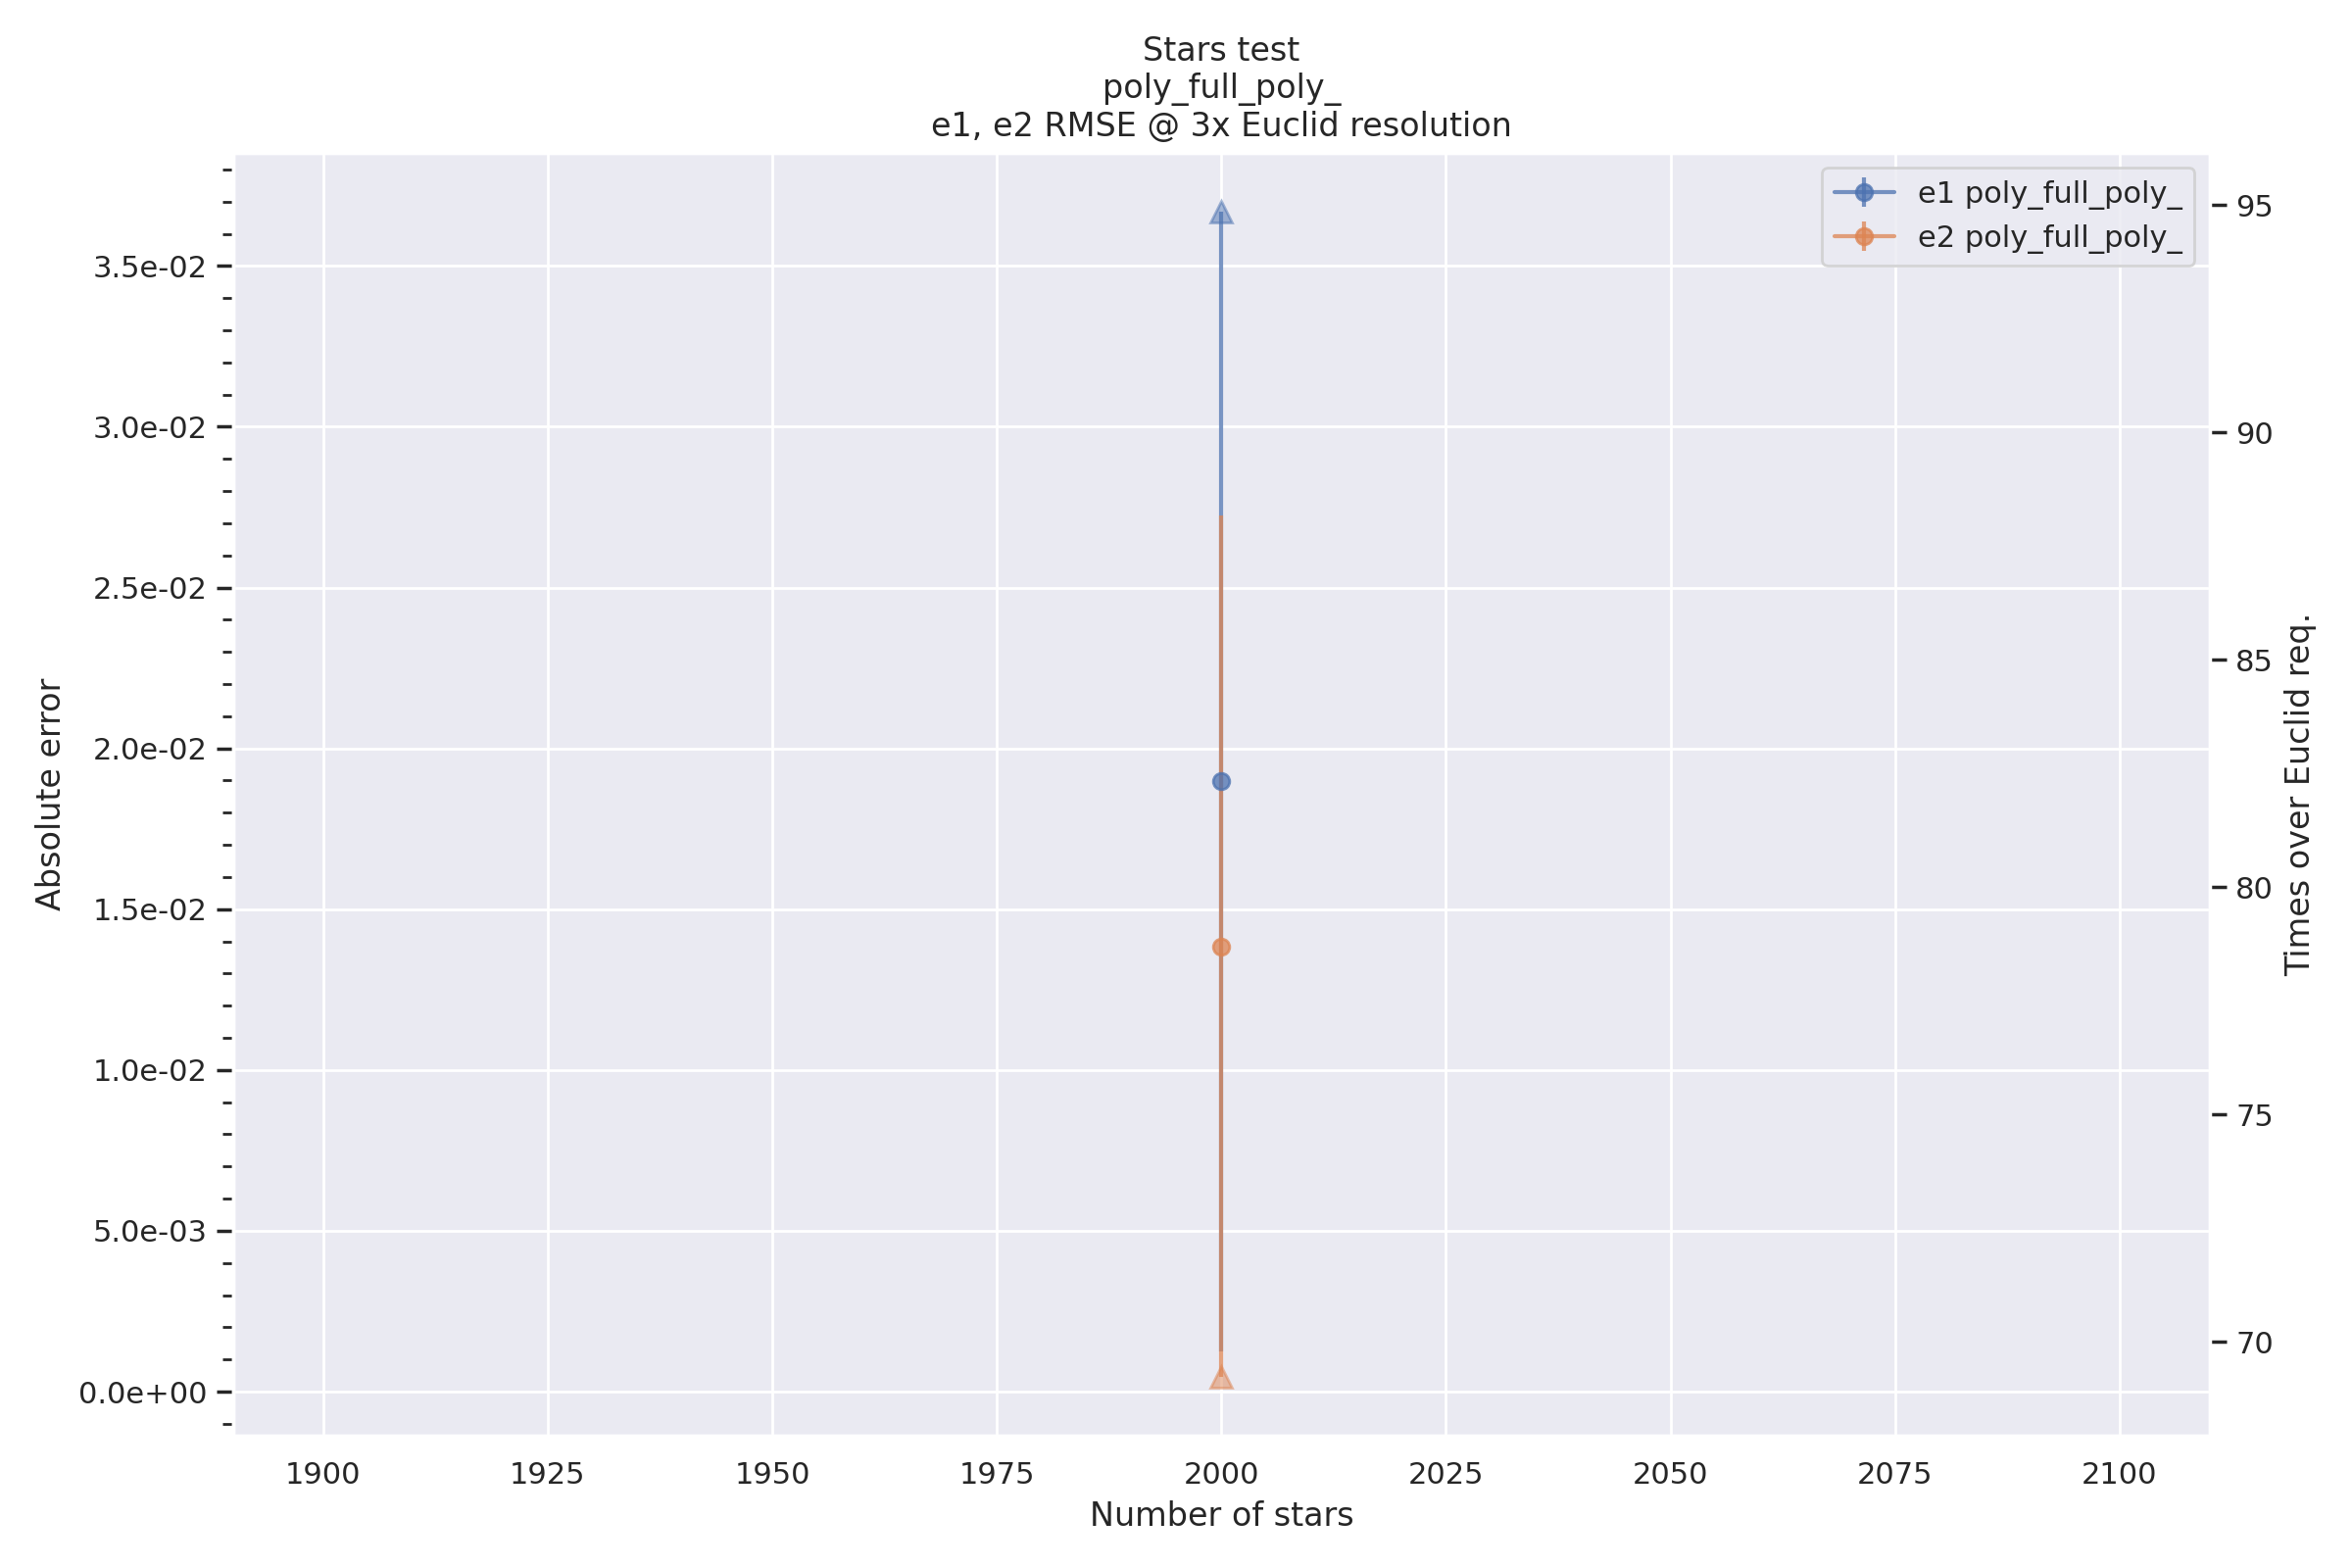 Stars test
poly_full_poly_
e1, e2 RMSE @ 3x Euclid resolution
e1 poly_full_poly_
e2 poly_full_poly_
Absolute error
3.5e-02
3.0e-02
2.5e-02
2.0e-02
1.5e-02
1.0e-02
5.0e-03
0.0e+00
95
90
85
80
75
70
Times over Euclid req.
1900 1925 1950 1975 2000 2025 2050 2075 2100
Number of stars